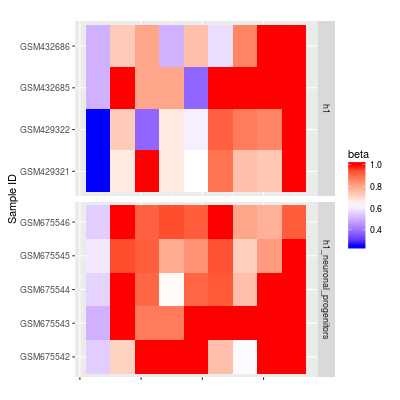 GSM432686
GSM432685
GSM429322
GSM429321
h1
GSM675546
GSM675545
GSM675544
GSM675543
GSM675542
h1_neuronal_progenitors
Sample ID
beta
1.0
0.8
0.6
0.4